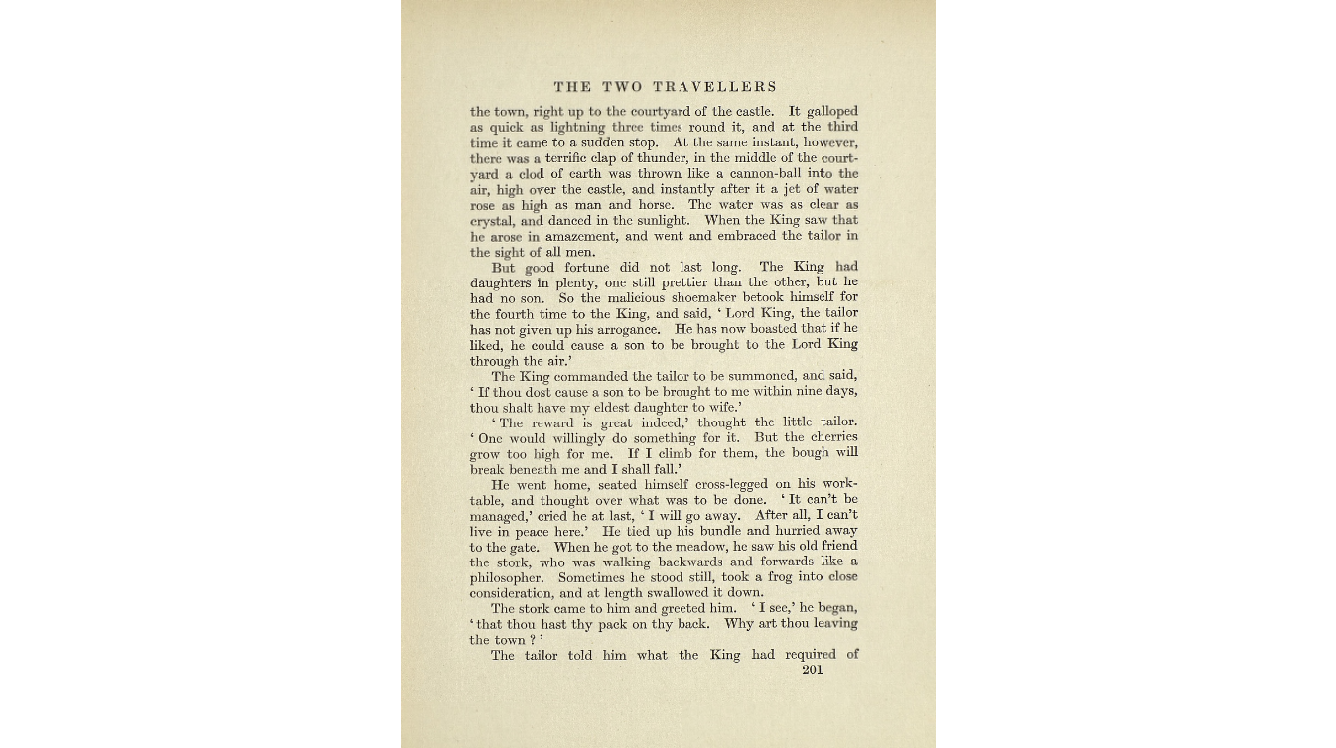 THE TWO TRAVELLERS
the town, right up to the courtyard of the castle. It galloped
as quick as lightning three times round it, and at the third
time it came to a sudden stop. At the same instant, however,
there was a terrific clap of thunder, in the middle of the court-
yard a clod of earth was thrown like a cannon-ball into the
air, high over the castle, and instantly after it a jet of water
rose as high as man and horse. The water was as clear as
crystal, and danced in the sunlight. When the King saw that
he arose in amazement, and went and embraced the tailor in
the sight of all men.
But good fortune did not last long. The King had
daughters in plenty, one still prettier than the other, but he
had no son. So the malicious shoemaker betook himself for
the fourth time to the King, and said, ‘ Lord King, the tailor
has not given up his arrogance. He has now boasted that if he
liked, he could cause a son to be brought to the Lord King
through the air.’
The King commanded the tailor to be summoned, and said,
‘ If thou dost cause a son to be brought to me within nine days,
thou shalt have my eldest daughter to wife.’
‘ The reward is great indeed,’ thought the little tailor.
‘ One would willingly do something for it. But the cherries
grow too high for me. If I climb for them, the bough will
break beneath me and I shall fall.’
He went home, seated himself cross-legged on his work-
table, and thought over what was to be done. ‘ It can’t be
managed,’ cried he at last, ‘ I will go away. After all, I can’t
live in peace here.’ He tied up his bundle and hurried away
to the gate. When he got to the meadow, he saw his old friend
the stork, who was walking backwards and forwards like a
philosopher. Sometimes he stood still, took a frog into close
consideration, and at length swallowed it down.
The stork came to him and greeted him. ‘ I see,’ he began,
‘ that thou hast thy pack on thy back. Why art thou leaving
the town ? ’
The tailor told him what the King had required of
201